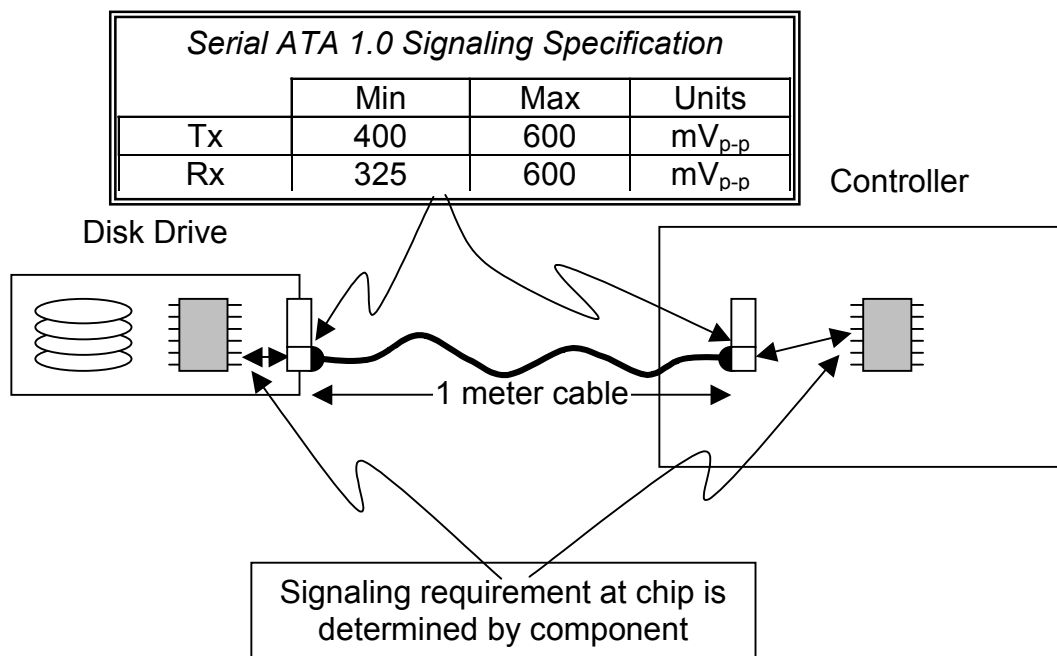 Serial ATA 1.0 Signaling Specification
Min Max Units
Tx 400 600 mVp-p
Rx 325 600 mVp-p
Controller
Disk Drive
1 meter cable
Signaling requirement at chip is
determined by component